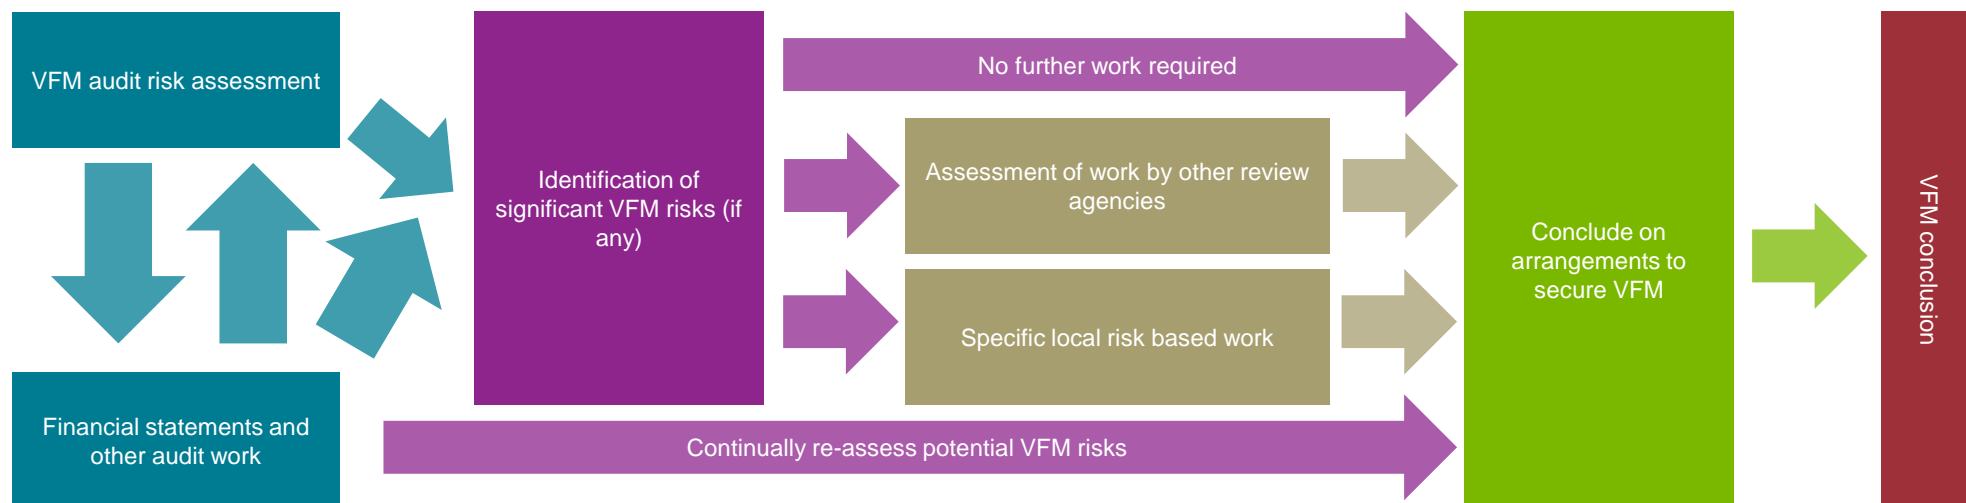 VFM audit risk assessment
Financial statements and
other audit work
Identification of
significant VFM risks (if
any)
No further work required
Assessment of work by other review
agencies
Specific local risk based work
Continually re-assess potential VFM risks
Conclude on
arrangements to
secure VFM
VFM conclusion